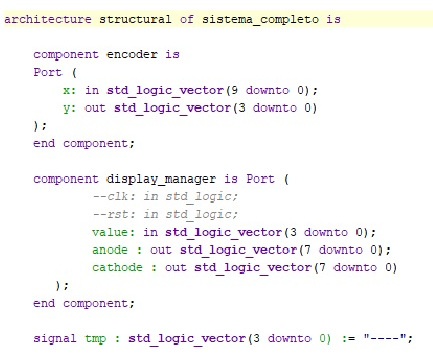 architecture structural of sistema_completo is
component encoder is
Port (
x: in std_logic_vector(9 downto 0);
y: out std_logic_vector(3 downto 0)
);
end component;
component display_manager is Port (
--clk: in std_logic;
--rst: in std_logic;
value: in std_logic_vector(3 downto 0);
anode : out std_logic_vector(7 downto 0);
cathode : out std_logic_vector(7 downto 0)
);
end component;
signal tmp : std_logic_vector(3 downto 0) := "----";